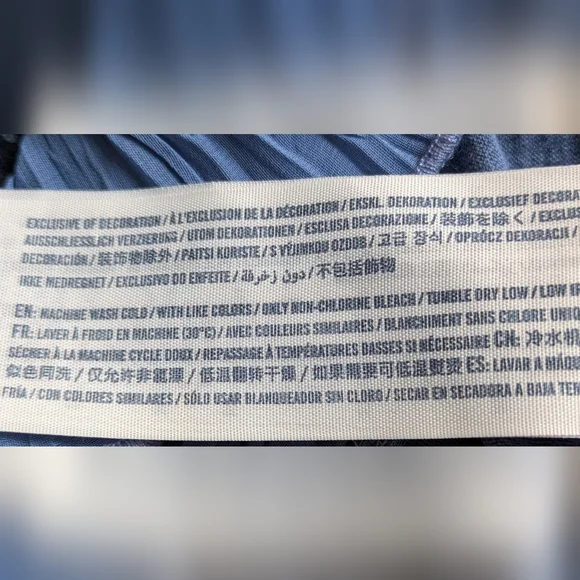 EXCLUSIVE OF DECORATION / À L'EXCLUSION DE LA DÉCORATION / EKSKL. DEKORATION / EXCLUSIEF DECORA
AUSSCHLIESSLICH VERZIERUNG / UTOM DEKORATIONER / ESCLUSA DECORAZIONE / 装飾を除く / EXCLUS
DECORACIÓN / 裝飾物除外 / PAITSI KORISTE / S VÝJIMKOU OZDOB / 고급 장식 / OPRÓCZ DEKORACJI /
IKKE MEDREGNET / EXCLUSIVO DO ENFEITE / دون زخرفة / 不包括飾物
EN: MACHINE WASH COLD / WITH LIKE COLORS / ONLY NON-CHLORINE BLEACH / TUMBLE DRY LOW / LOW IR
FR: LAVER À FROID EN MACHINE (30°C) / AVEC COULEURS SIMILAIRES / BLANCHIMENT SANS CHLORE UNIQ
SÉCHER À LA MACHINE CYCLE DOUX / REPASSAGE À TEMPÉRATURES BASSES SI NÉCESSAIRE CH: 冷水机
似色同洗 / 仅允许非氯漂 / 低温翻转干燥 / 如果需要可低温熨烫 ES: LAVAR A MÁQU
FRÍA / CON COLORES SIMILARES / SÓLO USAR BLANQUEADOR SIN CLORO / SECAR EN SECADORA A BAJA TEM